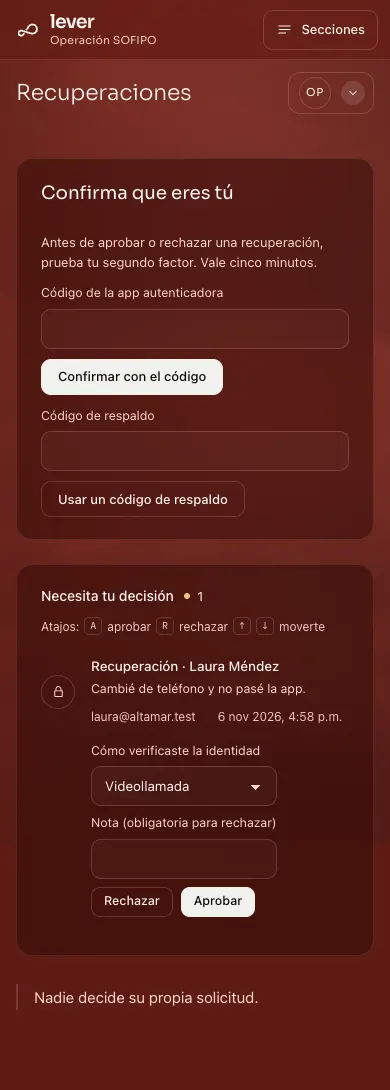 lever
Operación SOFIPO
Secciones
Recuperaciones
OP
Confirma que eres tú
Antes de aprobar o rechazar una recuperación,
prueba tu segundo factor. Vale cinco minutos.
Código de la app autenticadora
Confirmar con el código
Código de respaldo
Usar un código de respaldo
Necesita tu decisión • 1
Atajos: A aprobar R rechazar ↑ ↓ moverte
Recuperación · Laura Méndez
Cambié de teléfono y no pasé la app.
laura@altamar.test 6 nov 2026, 4:58 p.m.
Cómo verificaste la identidad
Videollamada
Nota (obligatoria para rechazar)
Rechazar Aprobar
Nadie decide su propia solicitud.